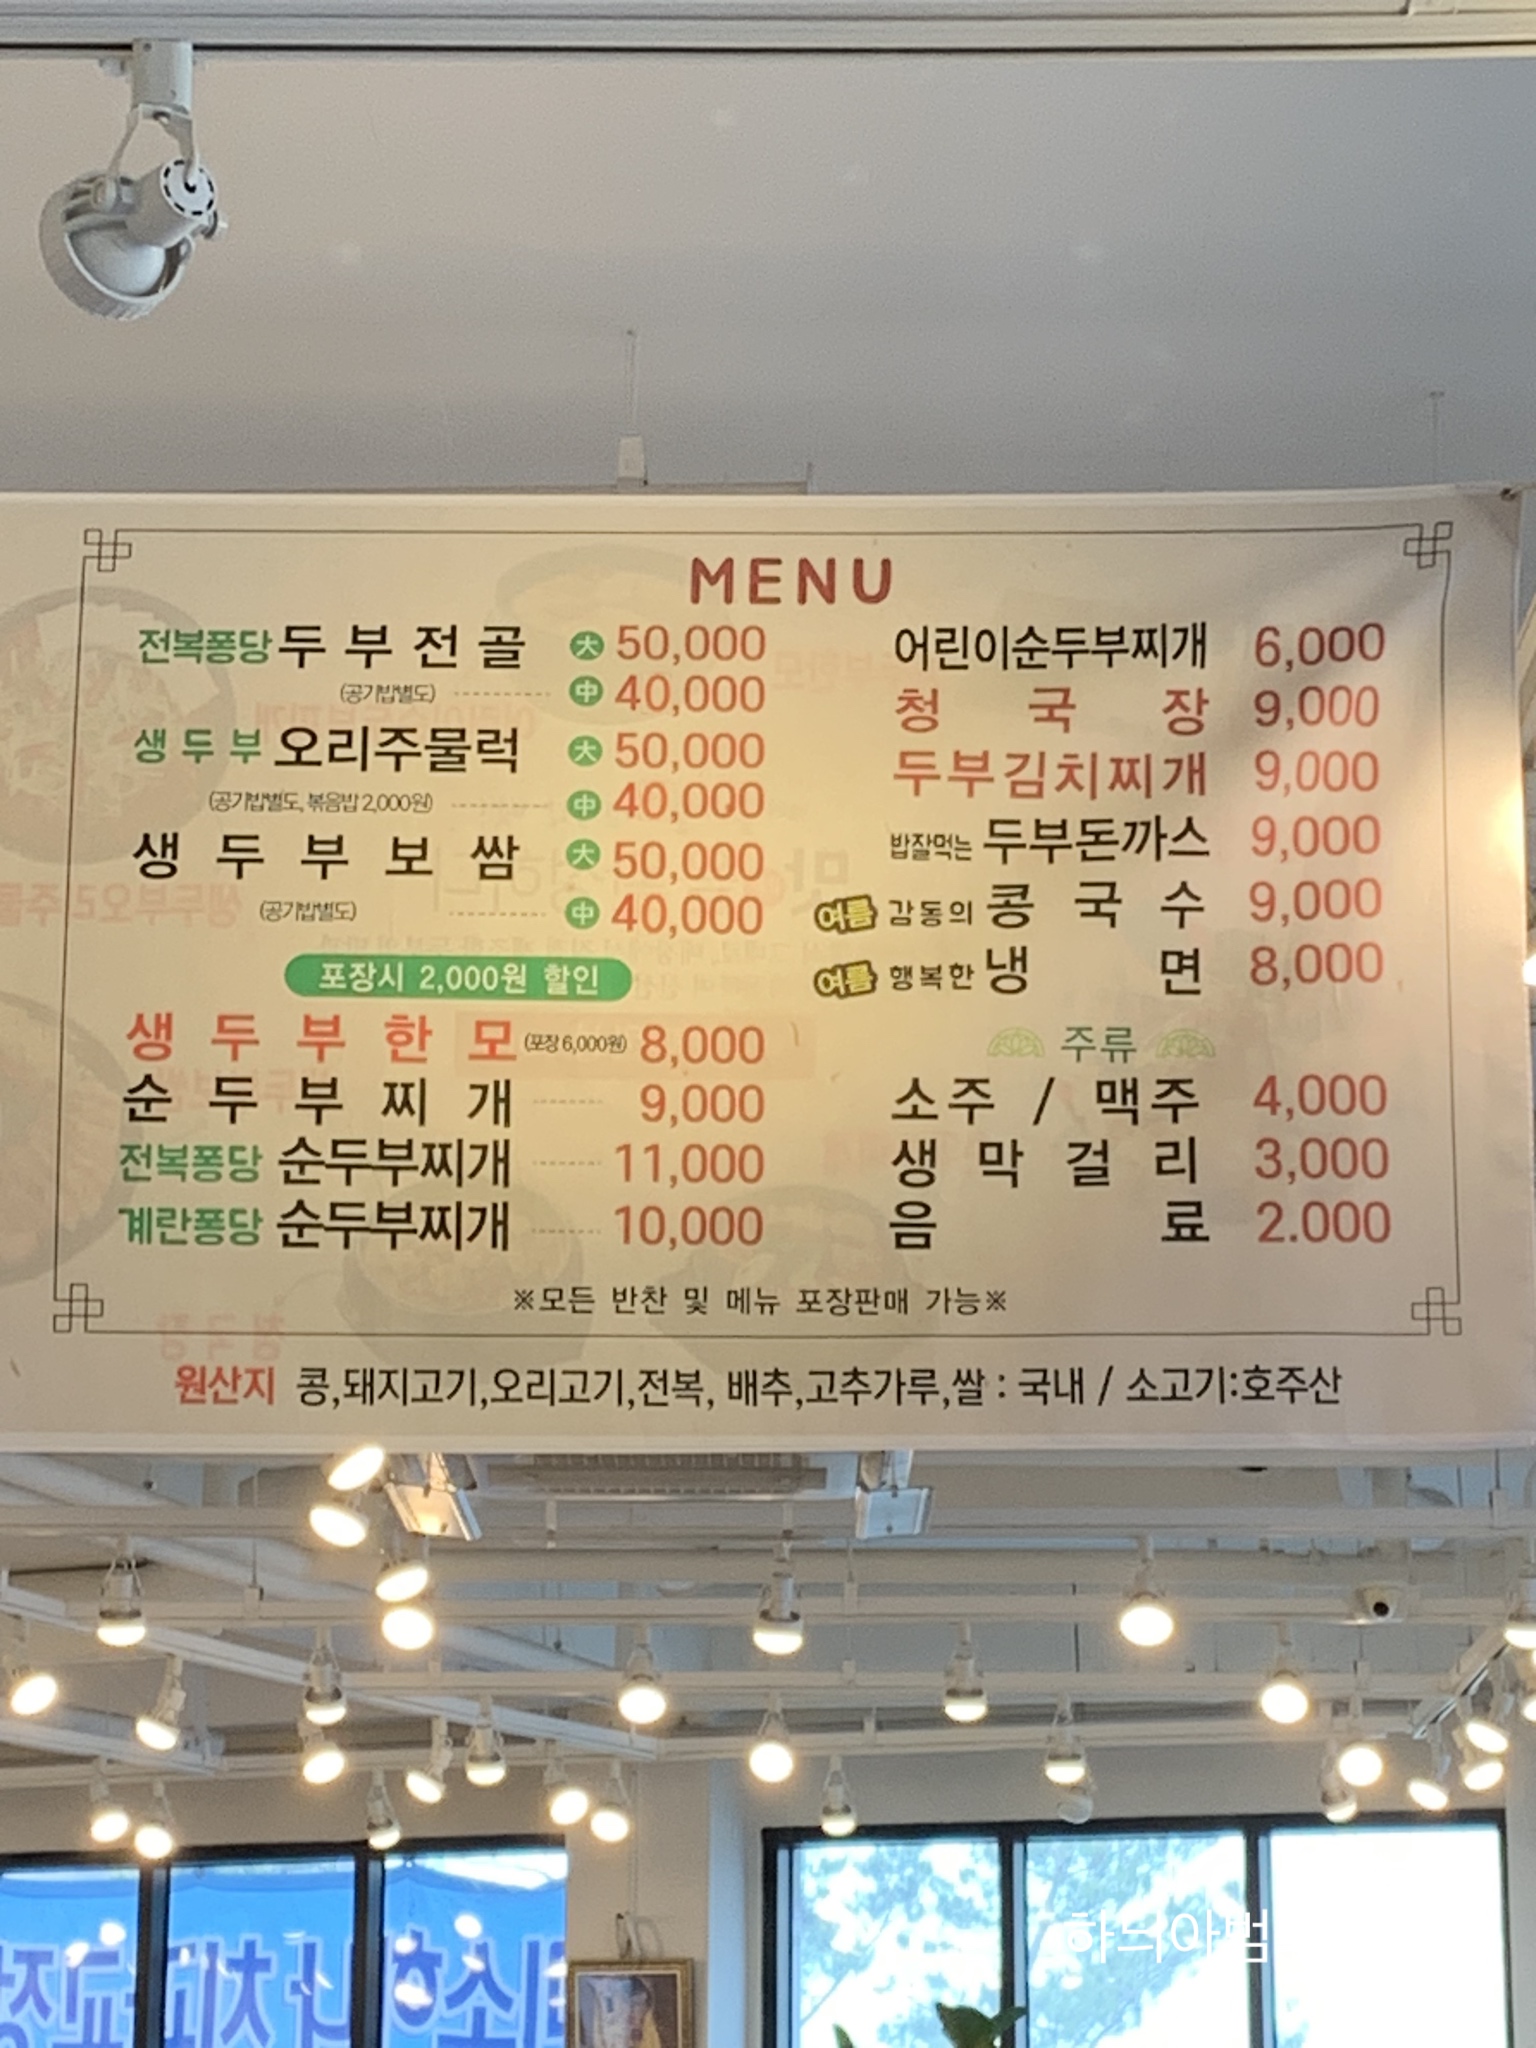 MENU
전복퐁당 두부전골 大 50,000
(공기밥별도) 中 40,000
생두부 오리주물럭 大 50,000
(공기밥별도, 볶음밥 2,000원) 中 40,000
생두부보쌈 大 50,000
(공기밥별도) 中 40,000
포장시 2,000원 할인
생두부한모 (포장 6,000원) 8,000
순두부찌개 9,000
전복퐁당 순두부찌개 11,000
계란퐁당 순두부찌개 10,000
어린이순두부찌개 6,000
청국장 9,000
두부김치찌개 9,000
밥잘먹는 두부돈까스 9,000
여름 감동의 콩국수 9,000
여름 행복한 냉면 8,000
주류
소주 / 맥주 4,000
생막걸리 3,000
음료 2.000
※모든 반찬 및 메뉴 포장판매 가능※
원산지 콩,돼지고기,오리고기,전복, 배추,고추가루,쌀 : 국내 / 소고기:호주산
하늬아범